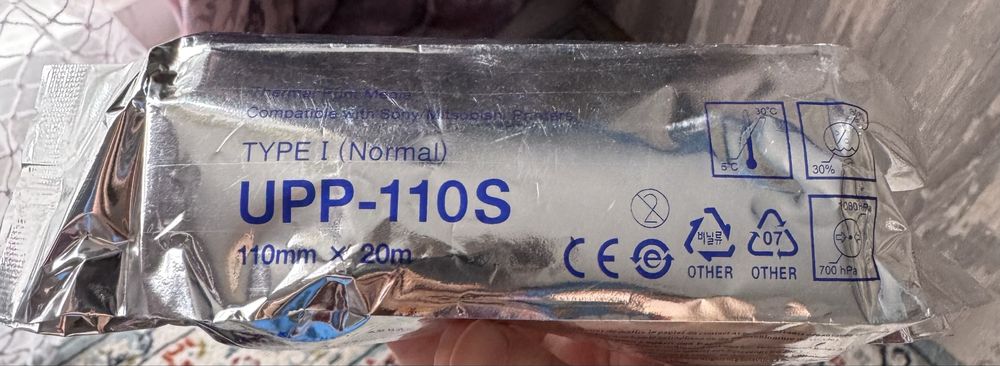 Thermal Print Media
Compatible with Sony Mitsubishi Printers
TYPE I (Normal)
UPP-110S
110mm × 20m
30°C
5°C
30%
2
CE
e
비닐류
OTHER
07
OTHER
1060 hPa
700 hPa